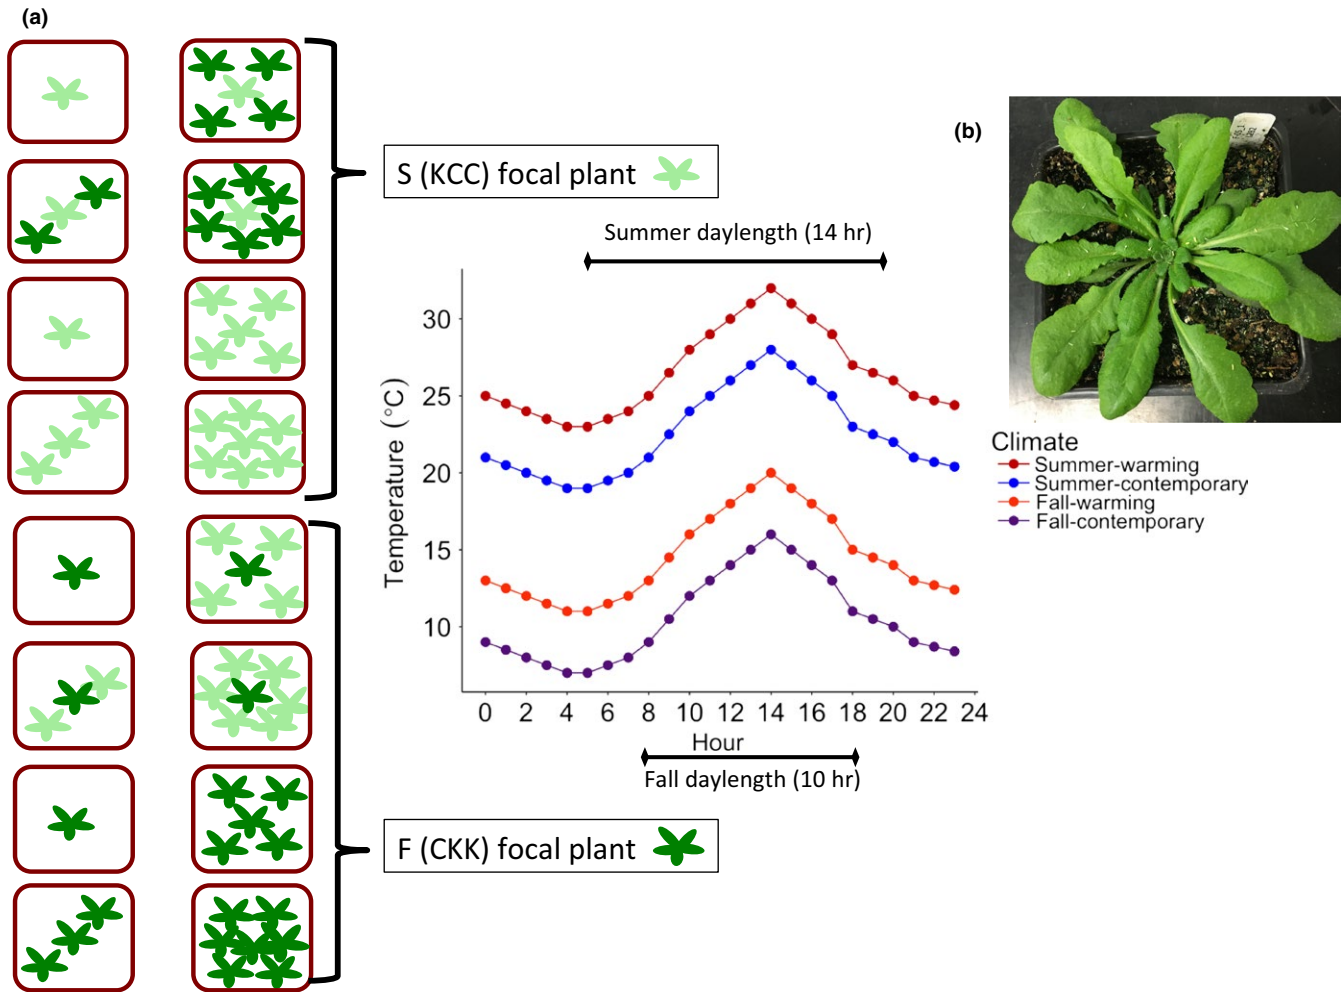 (a)
S (KCC) focal plant
(b)
Summer daylength (14 hr)
Temperature (°C)
30
25
20
15
10
0 2 4 6 8 10 12 14 16 18 20 22 24
Hour
Fall daylength (10 hr)
Climate
Summer-warming
Summer-contemporary
Fall-warming
Fall-contemporary
F (CKK) focal plant